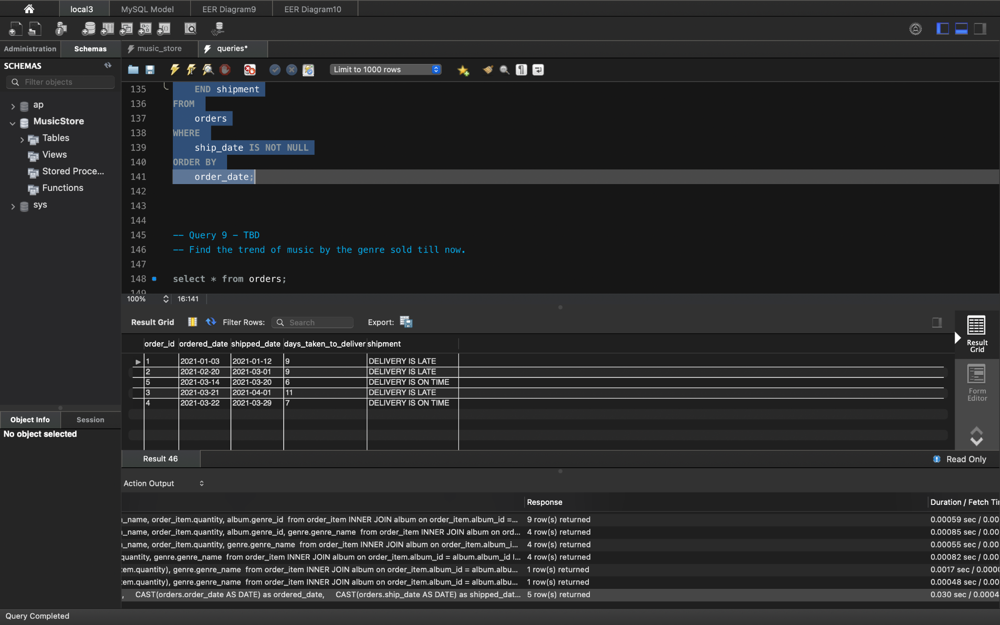 local3 MySQL Model EER Diagram9 EER Diagram10
Administration Schemas music_store queries*
SCHEMAS
Filter objects
Limit to 1000 rows
ap
MusicStore
Tables
Views
Stored Proce...
Functions
sys
135 END shipment
136 FROM
137 orders
138 WHERE
139 ship_date IS NOT NULL
140 ORDER BY
141 order_date;
142
143
144
145 -- Query 9 - TBD
146 -- Find the trend of music by the genre sold till now.
147
148 select * from orders;
149
100% 16:141
Result Grid Filter Rows: Search Export:
Result
Grid
Form
Editor
order_id ordered_date shipped_date days_taken_to_deliver shipment
1 2021-01-03 2021-01-12 9 DELIVERY IS LATE
2 2021-02-20 2021-03-01 9 DELIVERY IS LATE
5 2021-03-14 2021-03-20 6 DELIVERY IS ON TIME
3 2021-03-21 2021-04-01 11 DELIVERY IS LATE
4 2021-03-22 2021-03-29 7 DELIVERY IS ON TIME
Object Info Session
No object selected
Result 46 Read Only
Action Output
Response Duration / Fetch Ti
_name, order_item.quantity, album.genre_id from order_item INNER JOIN album on order_item.album_id =... 9 row(s) returned 0.00059 sec / 0.00
_name, order_item.quantity, album.genre_id, genre.genre_name from order_item INNER JOIN album on ord... 4 row(s) returned 0.00085 sec / 0.00
_name, order_item.quantity, genre.genre_name from order_item INNER JOIN album on order_item.album_i... 4 row(s) returned 0.00055 sec / 0.00
quantity, genre.genre_name from order_item INNER JOIN album on order_item.album_id = album.album_id I... 4 row(s) returned 0.00082 sec / 0.00
em.quantity), genre.genre_name from order_item INNER JOIN album on order_item.album_id = album.albu... 1 row(s) returned 0.0017 sec / 0.000
em.quantity), genre.genre_name from order_item INNER JOIN album on order_item.album_id = album.albu... 1 row(s) returned 0.00048 sec / 0.00
, CAST(orders.order_date AS DATE) as ordered_date, CAST(orders.ship_date AS DATE) as shipped_dat... 5 row(s) returned 0.030 sec / 0.0004
Query Completed